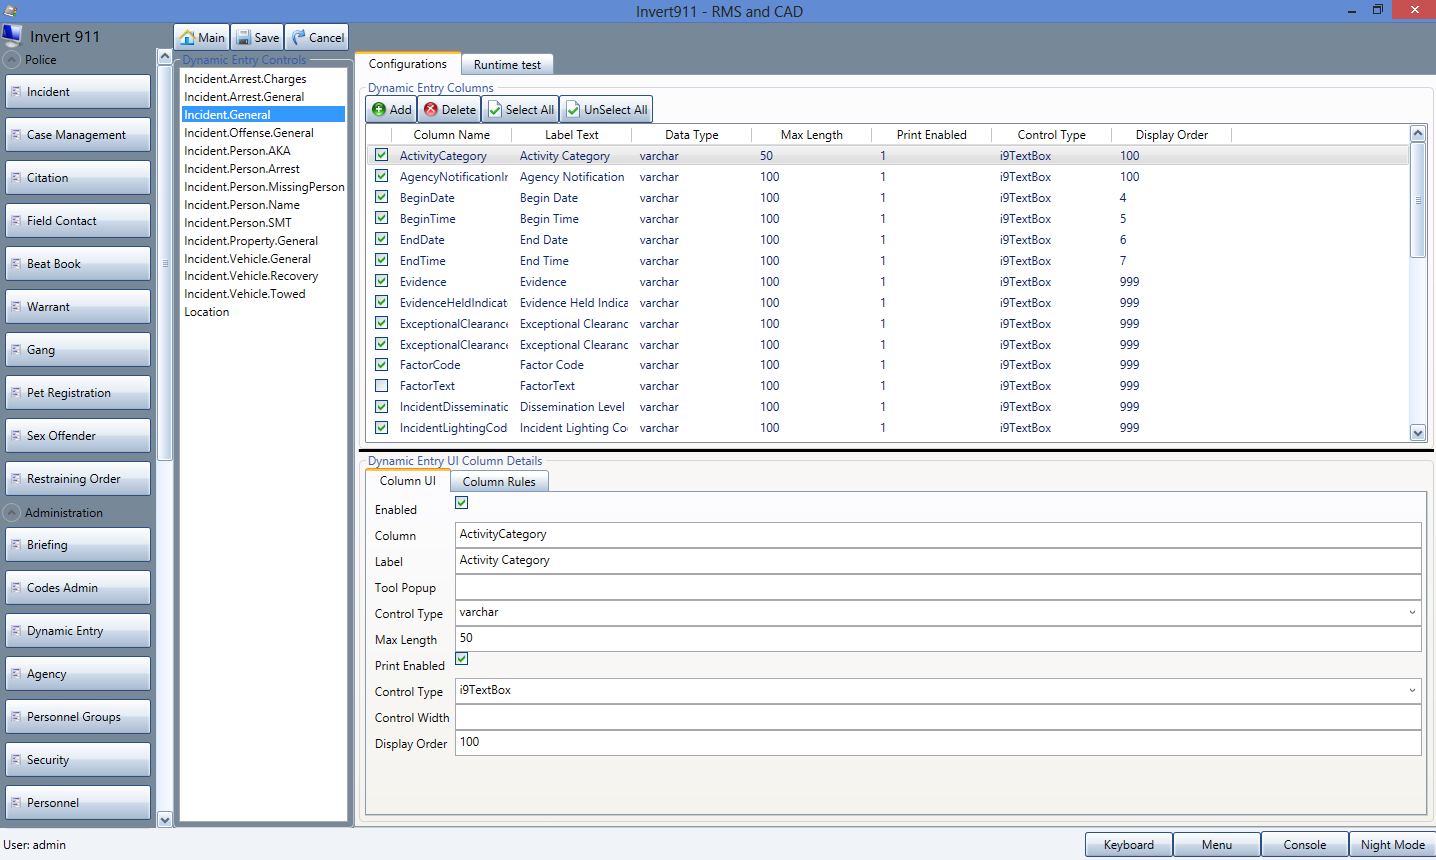 Invert911 - RMS and CAD
Invert 911
Main Save Cancel
Police
Incident
Case Management
Citation
Field Contact
Beat Book
Warrant
Gang
Pet Registration
Sex Offender
Restraining Order
Administration
Briefing
Codes Admin
Dynamic Entry
Agency
Personnel Groups
Security
Personnel
Dynamic Entry Controls
Incident.Arrest.Charges
Incident.Arrest.General
Incident.General
Incident.Offense.General
Incident.Person.AKA
Incident.Person.Arrest
Incident.Person.MissingPerson
Incident.Person.Name
Incident.Person.SMT
Incident.Property.General
Incident.Vehicle.General
Incident.Vehicle.Recovery
Incident.Vehicle.Towed
Location
Configurations Runtime test
Dynamic Entry Columns
Add Delete Select All UnSelect All
Column Name Label Text Data Type Max Length Print Enabled Control Type Display Order
ActivityCategory Activity Category varchar 50 1 i9TextBox 100
AgencyNotificationIr Agency Notification varchar 100 1 i9TextBox 100
BeginDate Begin Date varchar 100 1 i9TextBox 4
BeginTime Begin Time varchar 100 1 i9TextBox 5
EndDate End Date varchar 100 1 i9TextBox 6
EndTime End Time varchar 100 1 i9TextBox 7
Evidence Evidence varchar 100 1 i9TextBox 999
EvidenceHeldIndicat Evidence Held Indica varchar 100 1 i9TextBox 999
ExceptionalClearance Exceptional Clearanc varchar 100 1 i9TextBox 999
ExceptionalClearance Exceptional Clearanc varchar 100 1 i9TextBox 999
FactorCode Factor Code varchar 100 1 i9TextBox 999
FactorText FactorText varchar 100 1 i9TextBox 999
IncidentDisseminatic Dissemination Level varchar 100 1 i9TextBox 999
IncidentLightingCod Incident Lighting Co varchar 100 1 i9TextBox 999
Dynamic Entry UI Column Details
Column UI Column Rules
Enabled
Column ActivityCategory
Label Activity Category
Tool Popup
Control Type varchar
Max Length 50
Print Enabled
Control Type i9TextBox
Control Width
Display Order 100
User: admin
Keyboard Menu Console Night Mode